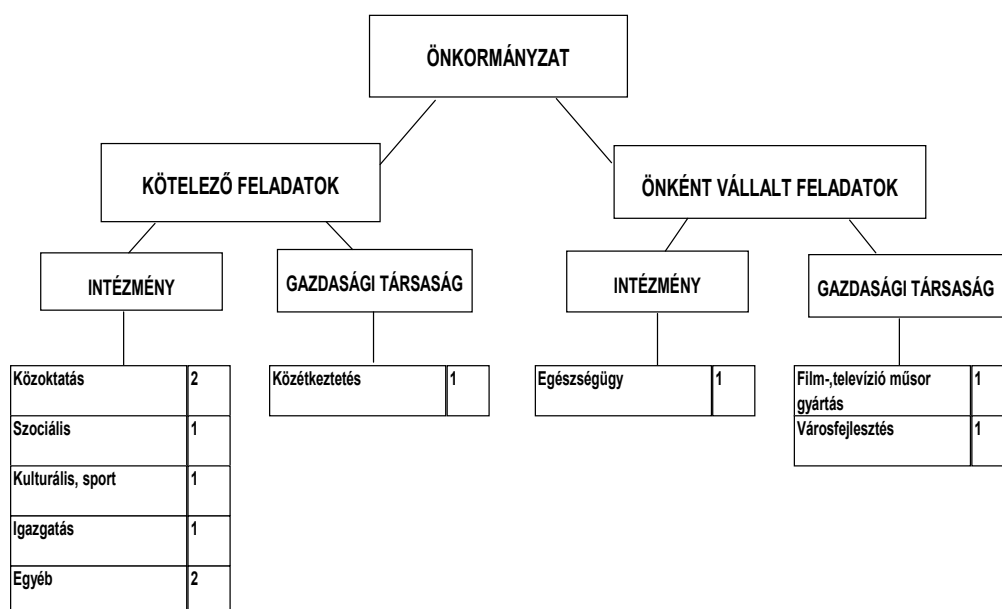 ÖNKORMÁNYZAT
KÖTELEZŐ FELADATOK
ÖNKÉNT VÁLLALT FELADATOK
INTÉZMÉNY
GAZDASÁGI TÁRSASÁG
INTÉZMÉNY
GAZDASÁGI TÁRSASÁG
Közoktatás 2
Szociális 1
Kulturális, sport 1
Igazgatás 1
Egyéb 2
Közétkeztetés 1
Egészségügy 1
Film-,televízió műsor 1
gyártás
Városfejlesztés 1